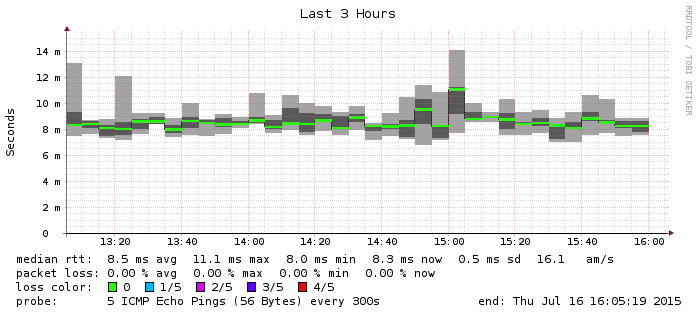 Last 3 Hours
RRDTOOL / TOBI OETIKER
Seconds
14 m
12 m
10 m
8 m
6 m
4 m
2 m
0
13:20 13:40 14:00 14:20 14:40 15:00 15:20 15:40 16:00
median rtt: 8.5 ms avg 11.1 ms max 8.0 ms min 8.3 ms now 0.5 ms sd 16.1 am/s
packet loss: 0.00 % avg 0.00 % max 0.00 % min 0.00 % now
loss color: 0 1/5 2/5 3/5 4/5
probe: 5 ICMP Echo Pings (56 Bytes) every 300s end: Thu Jul 16 16:05:19 2015